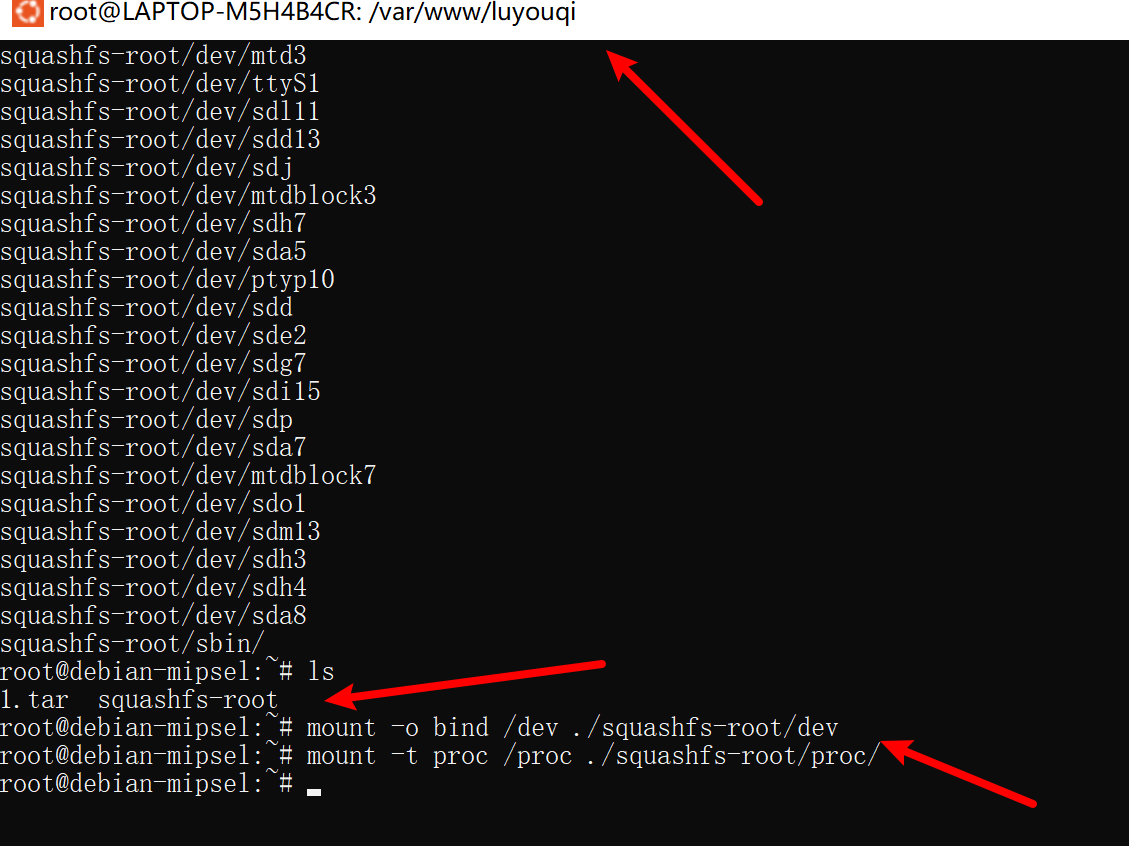 root@LAPTOP-M5H4B4CR: /var/www/luyouqi
squashfs-root/dev/mtd3
squashfs-root/dev/ttyS1
squashfs-root/dev/sdl11
squashfs-root/dev/sdd13
squashfs-root/dev/sdj
squashfs-root/dev/mtdblock3
squashfs-root/dev/sdh7
squashfs-root/dev/sda5
squashfs-root/dev/ptyp10
squashfs-root/dev/sdd
squashfs-root/dev/sde2
squashfs-root/dev/sdg7
squashfs-root/dev/sdi15
squashfs-root/dev/sdp
squashfs-root/dev/sda7
squashfs-root/dev/mtdblock7
squashfs-root/dev/sdo1
squashfs-root/dev/sdm13
squashfs-root/dev/sdh3
squashfs-root/dev/sdh4
squashfs-root/dev/sda8
squashfs-root/sbin/
root@debian-mipsel:~# ls
1.tar  squashfs-root
root@debian-mipsel:~# mount -o bind /dev ./squashfs-root/dev
root@debian-mipsel:~# mount -t proc /proc ./squashfs-root/proc/
root@debian-mipsel:~#